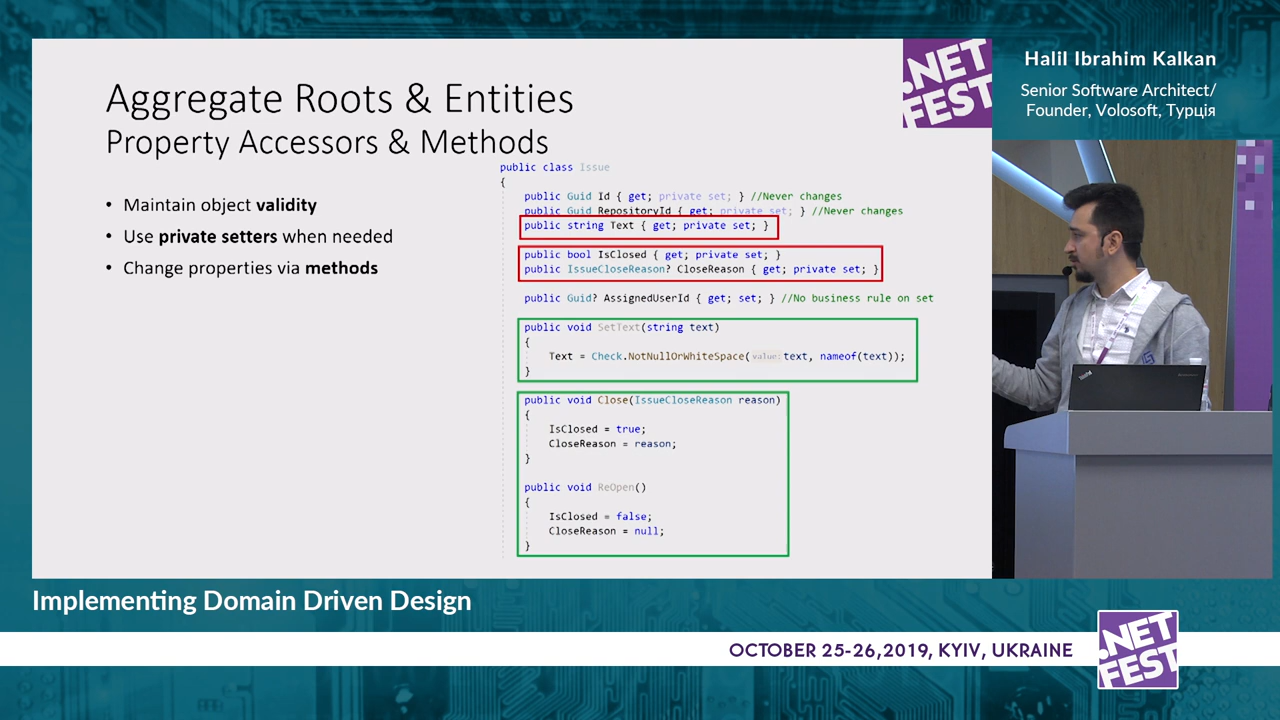 Aggregate Roots & Entities
Property Accessors & Methods
• Maintain object validity
• Use private setters when needed
• Change properties via methods
public class Issue
{
public Guid Id { get; private set; } //Never changes
public Guid RepositoryId { get; private set; } //Never changes
public string Text { get; private set; }
public bool IsClosed { get; private set; }
public IssueCloseReason? CloseReason { get; private set; }
public Guid? AssignedUserId { get; set; } //No business rule on set
public void SetText(string text)
{
Text = Check.NotNullOrWhiteSpace( value: text, nameof(text));
}
public void Close(IssueCloseReason reason)
{
IsClosed = true;
CloseReason = reason;
}
public void ReOpen()
{
IsClosed = false;
CloseReason = null;
}
.NET
FEST
Halil Ibrahim Kalkan
Senior Software Architect/
Founder, Volosoft, Турція
ThinkPad
Implementing Domain Driven Design
OCTOBER 25-26,2019, KYIV, UKRAINE
.NET
FEST